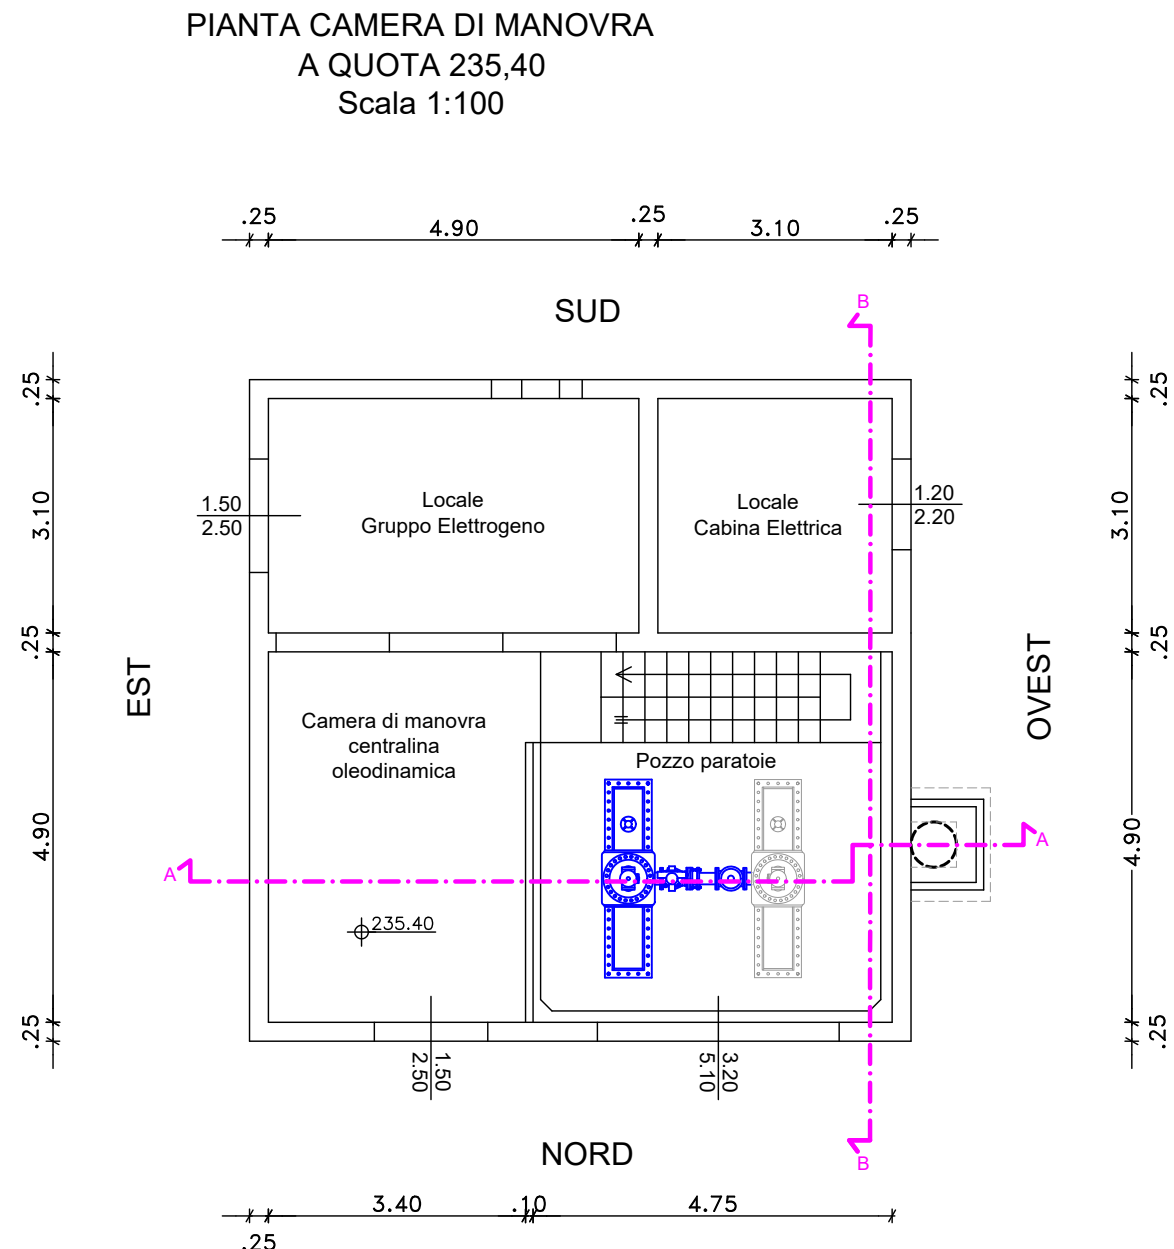 PIANTA CAMERA DI MANOVRA
A QUOTA 235,40
Scala 1:100
.25
4.90
.25
3.10
.25
SUD
B
.25
.25
3.10
3.10
1.50
2.50
Locale
Gruppo Elettrogeno
Locale
Cabina Elettrica
1.20
2.20
.25
.25
EST
OVEST
Camera di manovra
centralina
oleodinamica
Pozzo paratoie
4.90
4.90
A
A
235.40
.25
.25
1.50
2.50
3.20
5.10
B
NORD
3.40
.10
4.75
.25